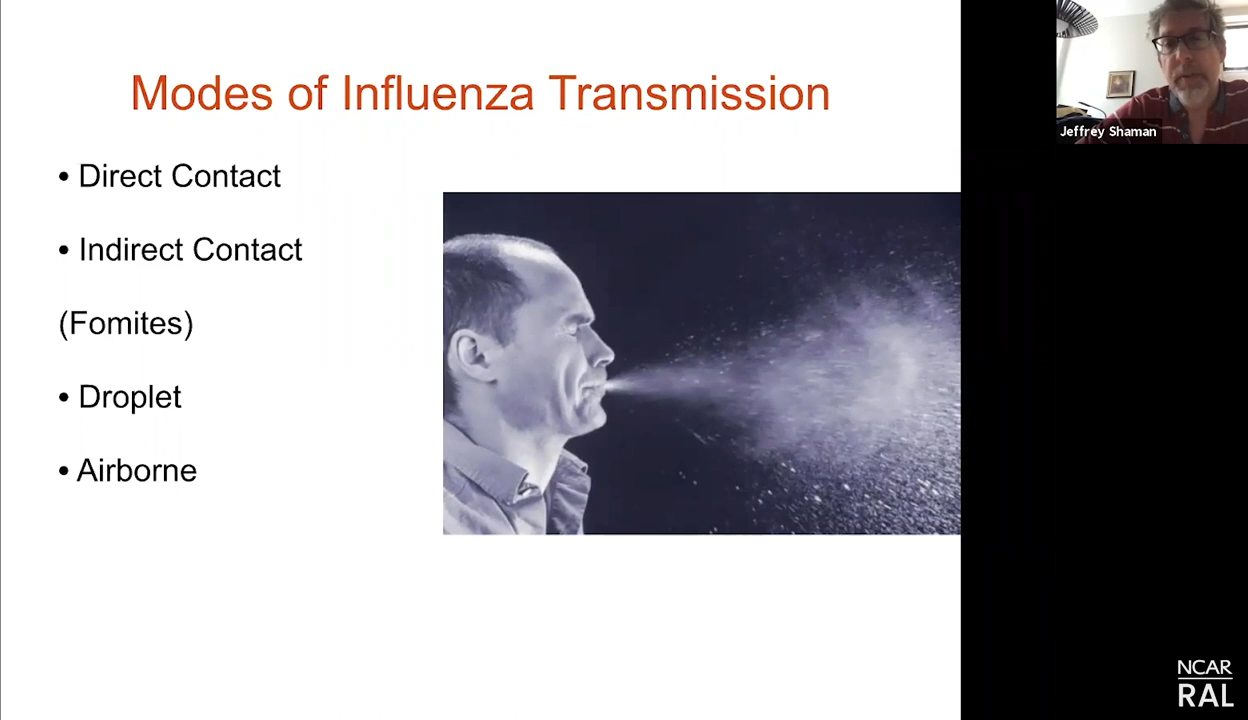 Modes of Influenza Transmission
• Direct Contact
• Indirect Contact
(Fomites)
• Droplet
• Airborne
Jeffrey Shaman
NCAR
RAL